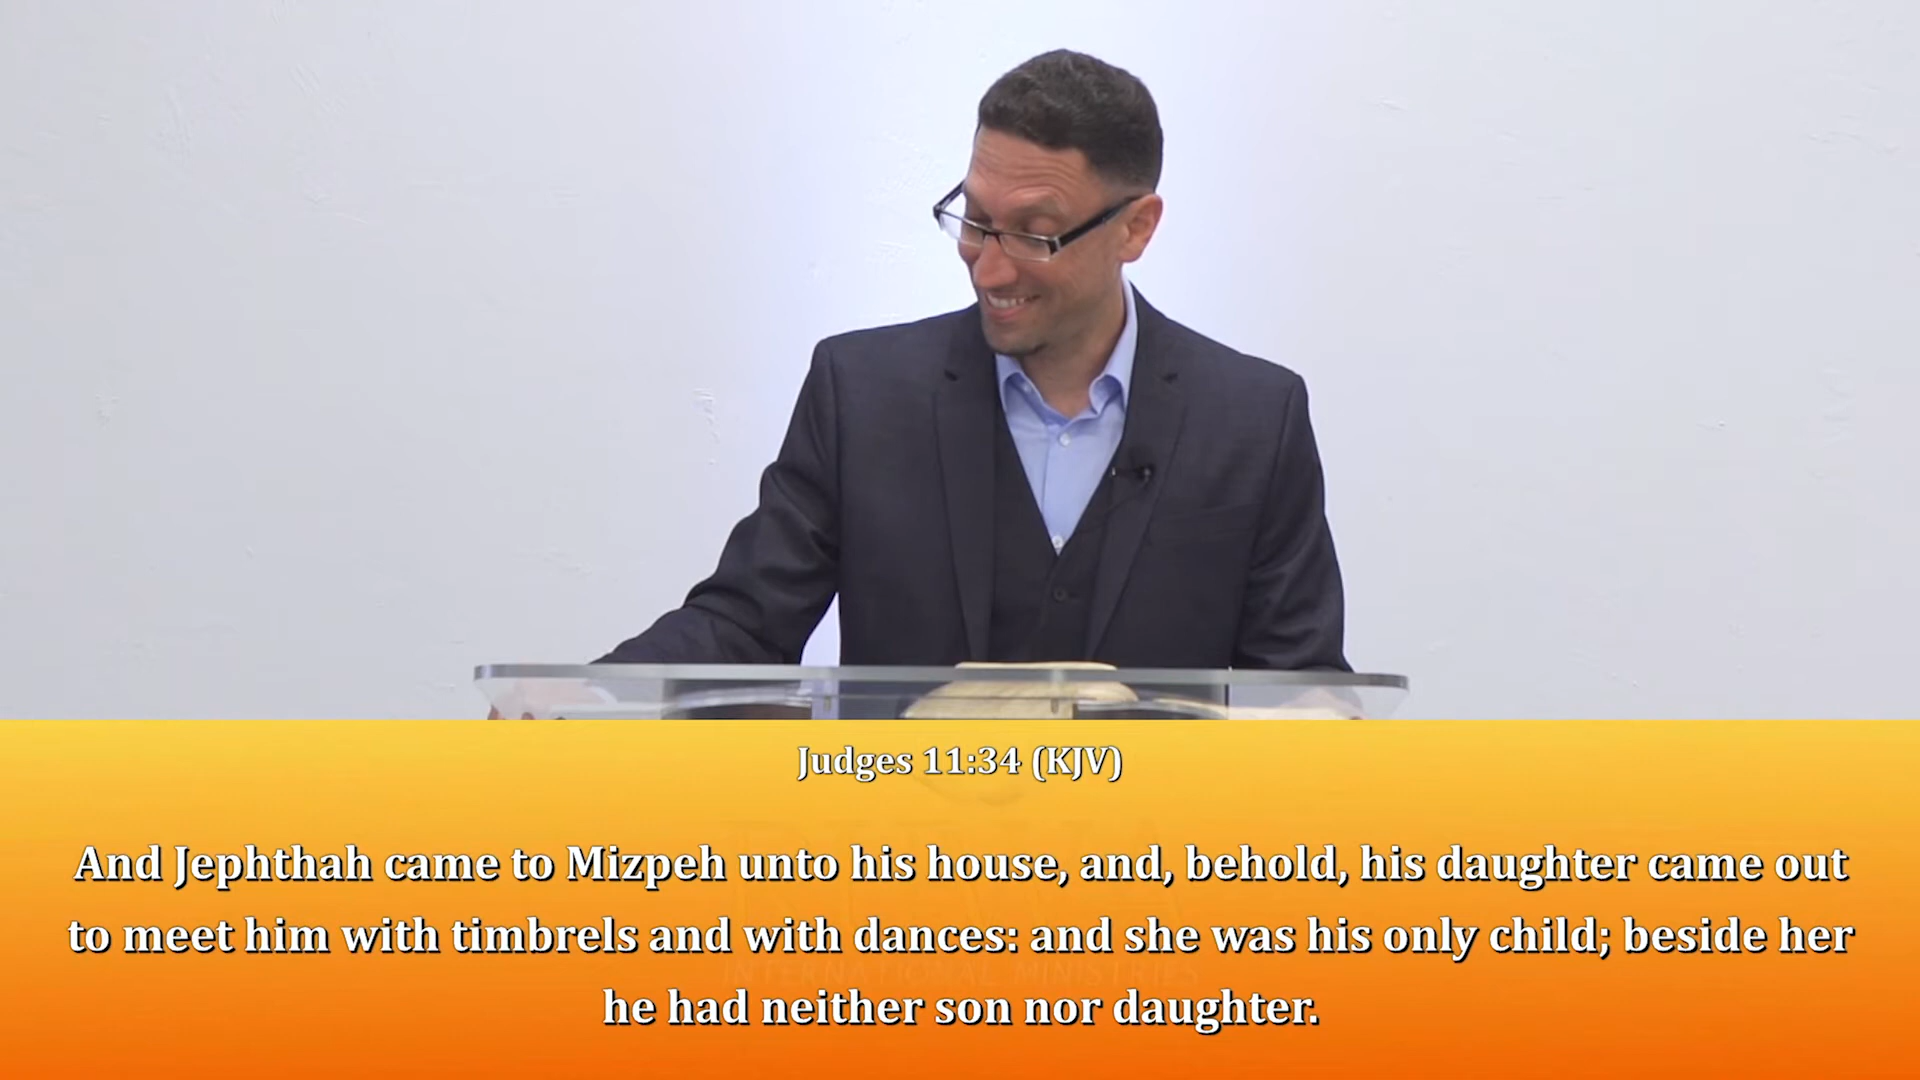 Judges 11:34 (KJV)
And Jephthah came to Mizpeh unto his house, and, behold, his daughter came out
to meet him with timbrels and with dances: and she was his only child; beside her
he had neither son nor daughter.
INTERNATIONAL MINISTRIES